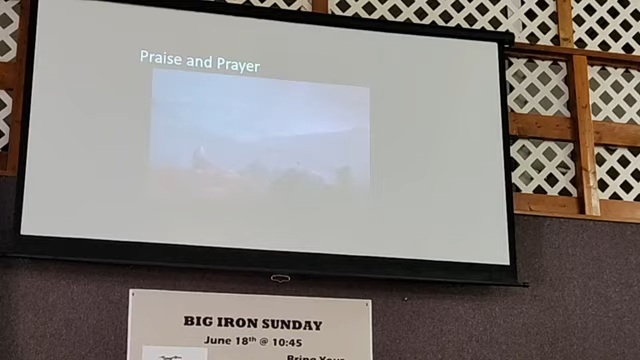 Praise and Prayer
BIG IRON SUNDAY
June 18th @ 10:45
Bring Your